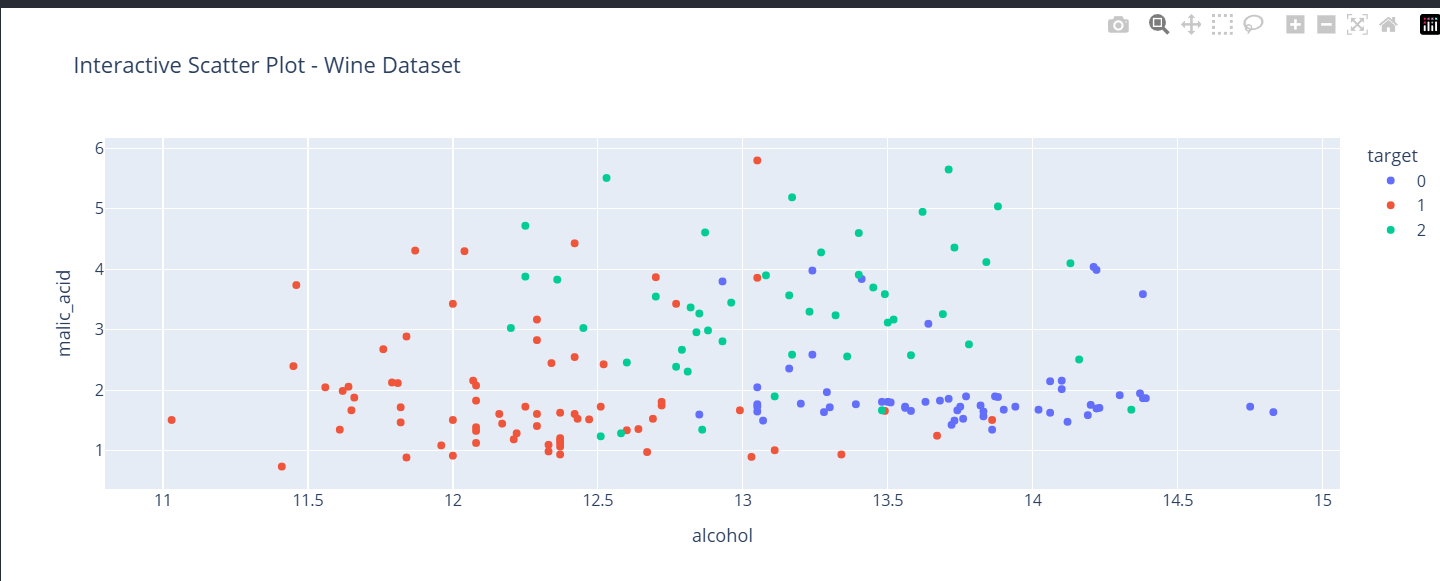 Interactive Scatter Plot - Wine Dataset
target
0
1
2
6
5
4
3
2
1
malic_acid
11 11.5 12 12.5 13 13.5 14 14.5 15
alcohol